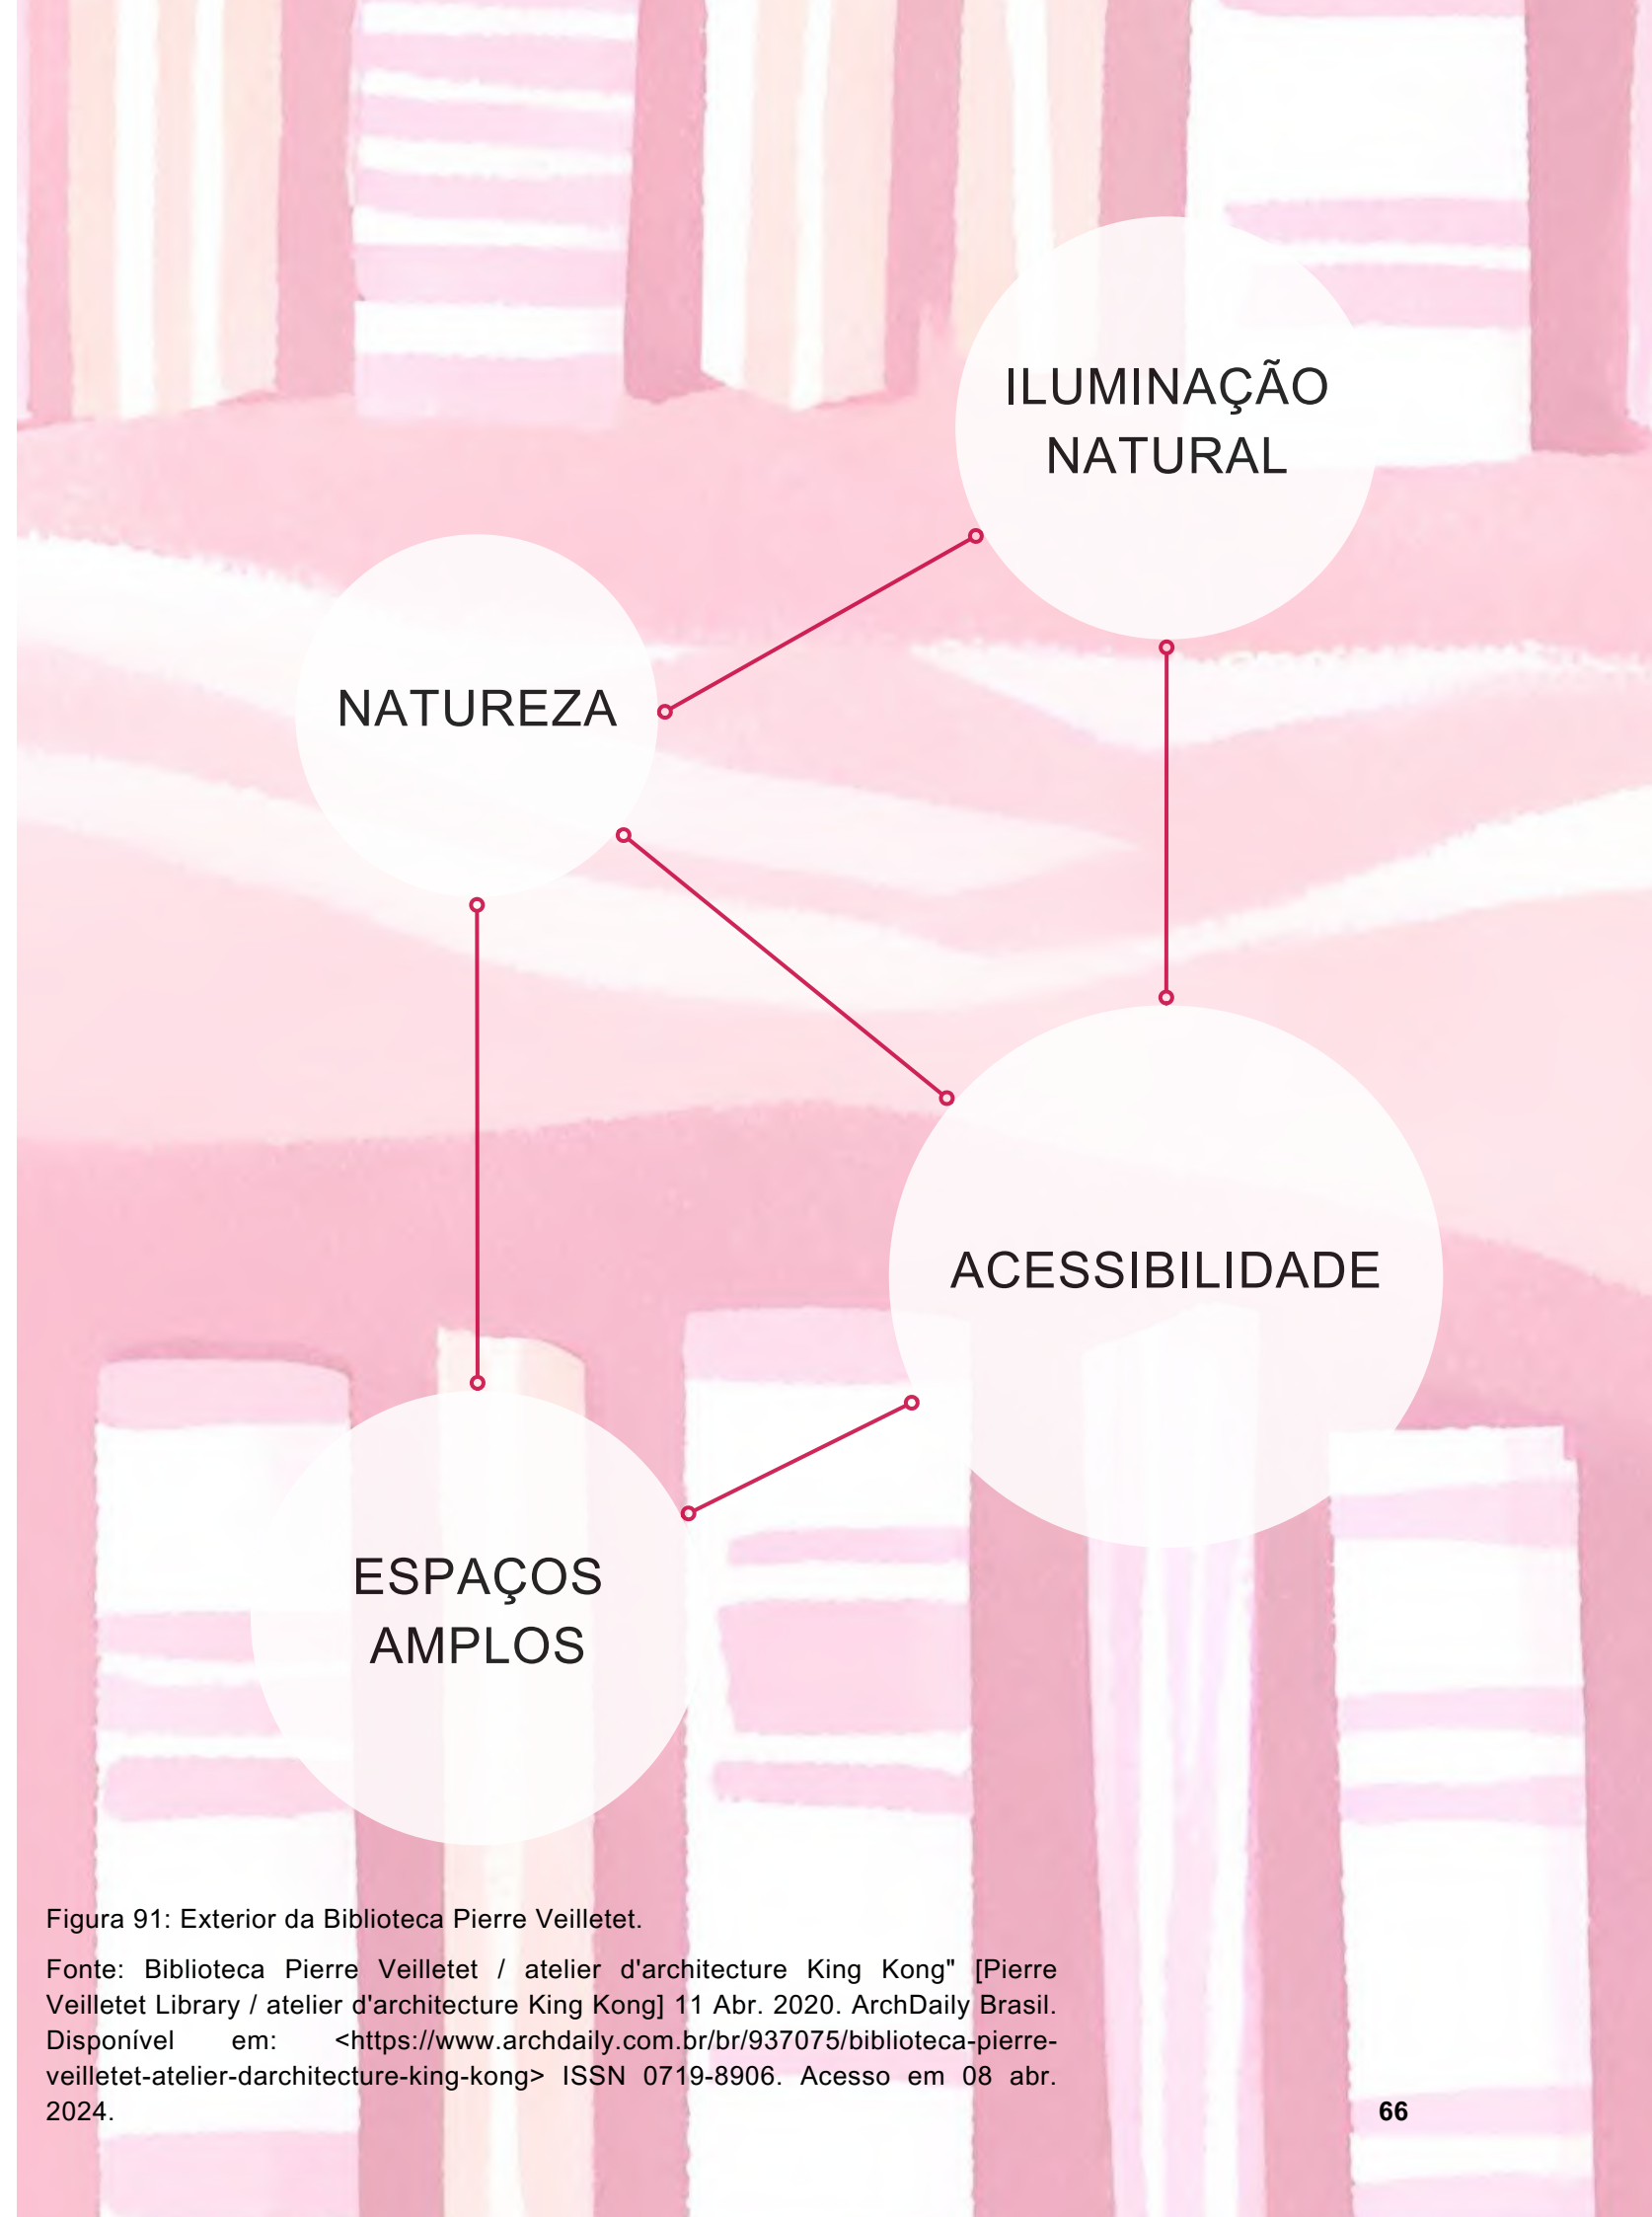 ILUMINAÇÃO
NATURAL
NATUREZA
ACESSIBILIDADE
ESPAÇOS
AMPLOS
Figura 91: Exterior da Biblioteca Pierre Veilletet.
Fonte: Biblioteca Pierre Veilletet / atelier d'architecture King Kong" [Pierre
Veilletet Library / atelier d'architecture King Kong] 11 Abr. 2020. ArchDaily Brasil.
Disponível em: <https://www.archdaily.com.br/br/937075/biblioteca-pierre-
veilletet-atelier-darchitecture-king-kong> ISSN 0719-8906. Acesso em 08 abr.
2024.
66